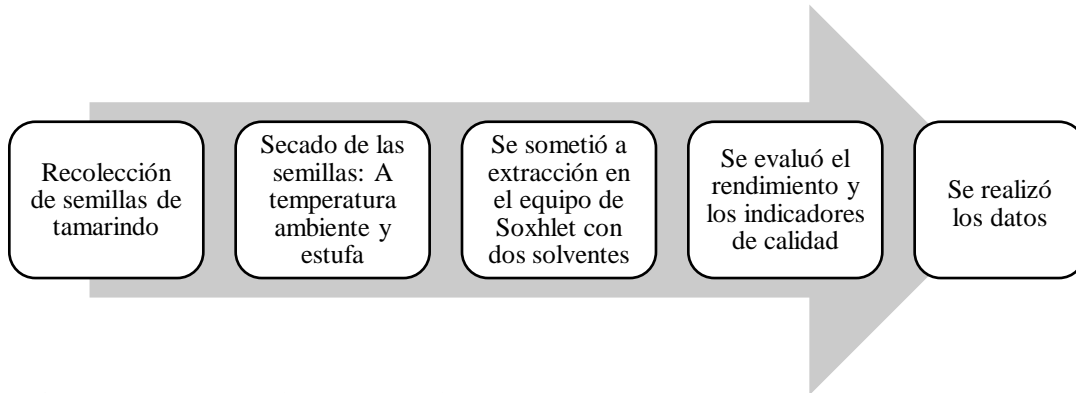 Recolección
de semillas de
tamarindo
Secado de las
semillas: A
temperatura
ambiente y
estufa
Se sometió a
extracción en
el equipo de
Soxhlet con
dos solventes
Se evaluó el
rendimiento y
los indicadores
de calidad
Se realizó
los datos